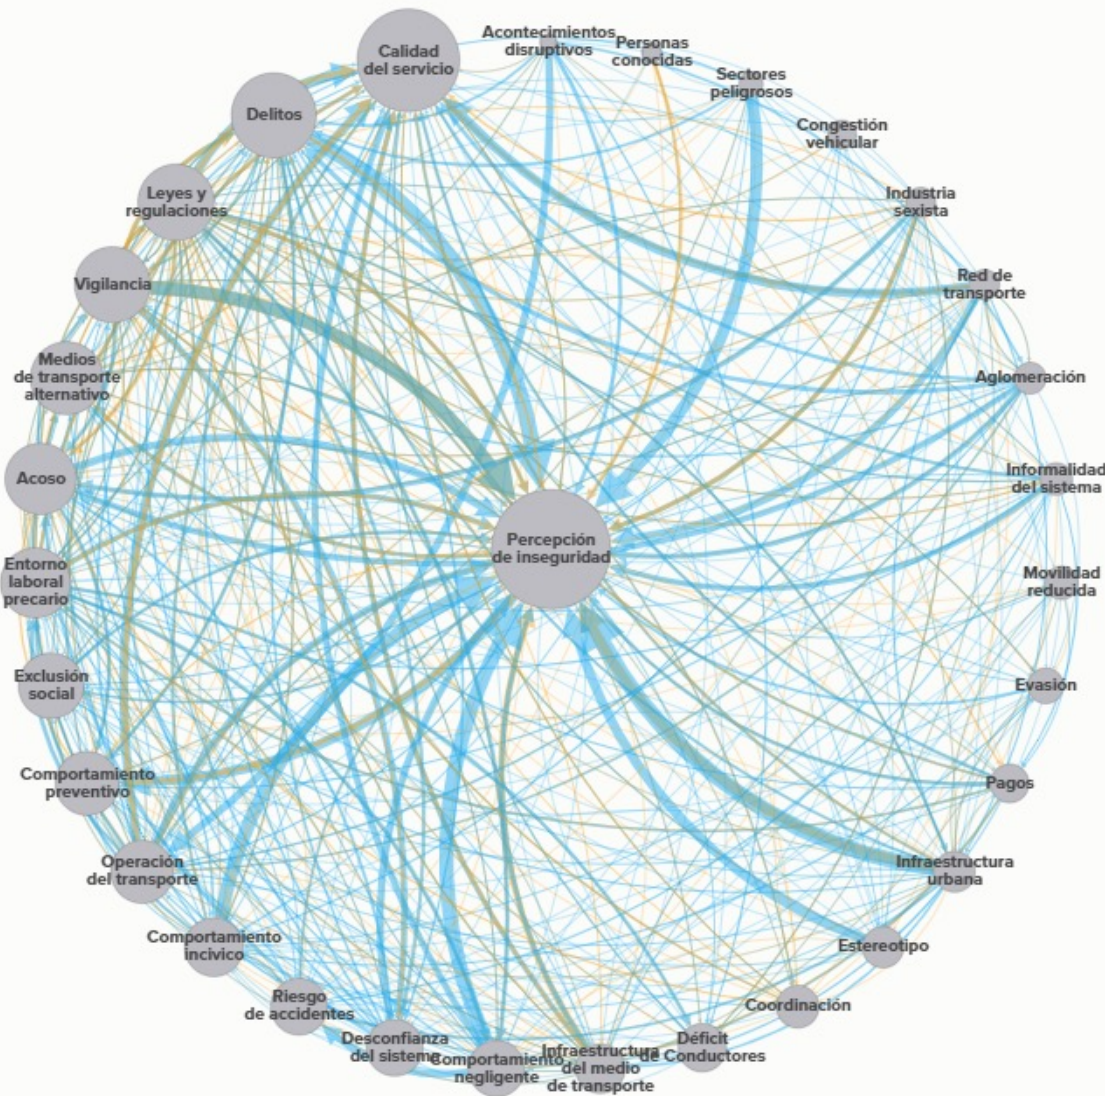 Calidad
del servicio
Acontecimientos
disruptivos
Personas
conocidas
Sectores
peligrosos
Congestión
vehicular
Industria
sexista
Red de
transporte
Aglomeración
Informalidad
del sistema
Movilidad
reducida
Evasión
Pagos
Infraestructura
urbana
Estereotipo
Coordinación
Déficit
de Conductores
Infraestructura
del medio
de transporte
Comportamiento
negligente
Desconfianza
del sistema
Riesgo
de accidentes
Comportamiento
incivico
Operación
del transporte
Comportamiento
preventivo
Exclusión
social
Entorno
laboral
precario
Acoso
Medios
de transporte
alternativo
Vigilancia
Leyes y
regulaciones
Delitos
Percepción
de inseguridad